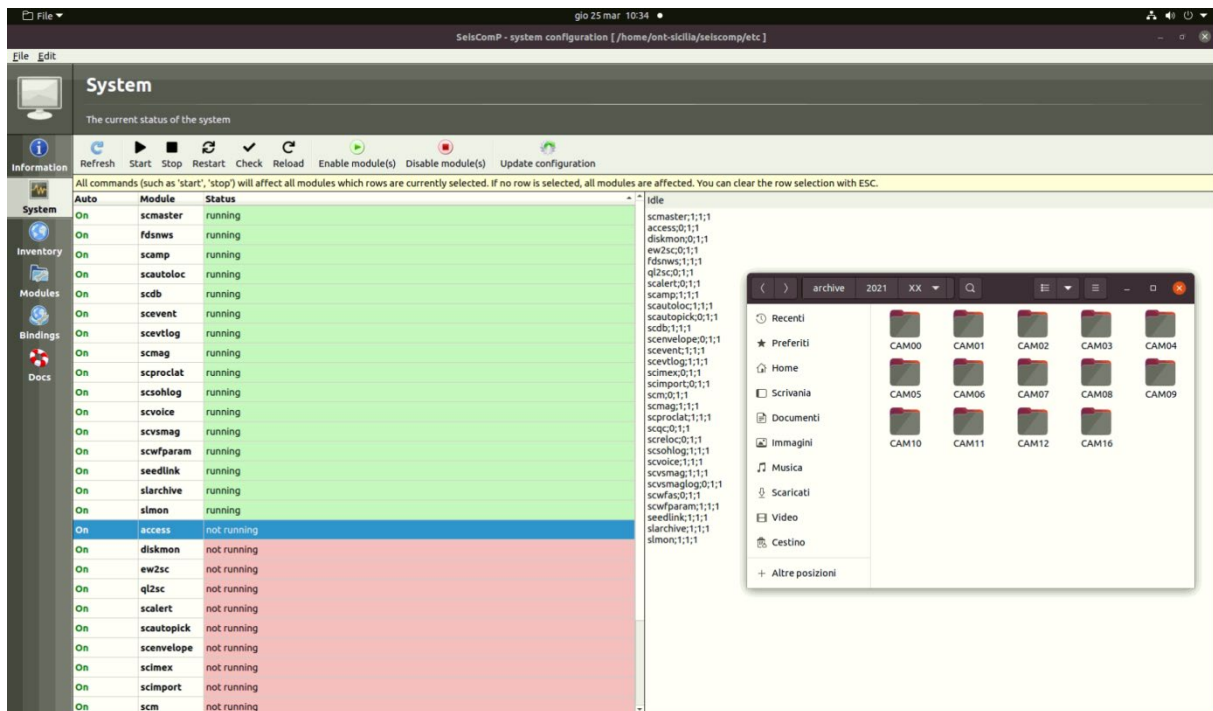 File
gio 25 mar 10:34
SeisComP - system configuration [ /home/ont-sicilia/seiscomp/etc ]
File Edit
System
The current status of the system
Information
System
Inventory
Modules
Bindings
Docs
Refresh Start Stop Restart Check Reload Enable module(s) Disable module(s) Update configuration
All commands (such as 'start', 'stop') will affect all modules which rows are currently selected. If no row is selected, all modules are affected. You can clear the row selection with ESC.
Auto Module Status
On scmaster running
On fdsnws running
On scamp running
On scautoloc running
On scdb running
On scevent running
On scevtlog running
On scmag running
On scproclat running
On scsohlog running
On scvoice running
On scvsmag running
On scwfparam running
On seedlink running
On slarchive running
On slmon running
On access not running
On diskmon not running
On ew2sc not running
On ql2sc not running
On scalert not running
On scautopick not running
On scenvelope not running
On scimex not running
On scimport not running
On scm not running
Idle
scmaster;1;1;1
access;0;1;1
diskmon;0;1;1
ew2sc;0;1;1
fdsnws;1;1;1
ql2sc;0;1;1
scalert;0;1;1
scamp;1;1;1
scautoloc;1;1;1
scautopick;0;1;1
scdb;1;1;1
scenvelope;0;1;1
scevent;1;1;1
scevtlog;1;1;1
scimex;0;1;1
scimport;0;1;1
scm;0;1;1
scmag;1;1;1
scproclat;1;1;1
scqc;0;1;1
screloc;0;1;1
scsohlog;1;1;1
scvoice;1;1;1
scvsmag;1;1;1
scvsmaglog;0;1;1
scwfas;0;1;1
scwfparam;1;1;1
seedlink;1;1;1
slarchive;1;1;1
slmon;1;1;1
archive 2021 XX
Recenti
Preferiti
Home
Scrivania
Documenti
Immagini
Musica
Scaricati
Video
Cestino
+ Altre posizioni
CAM00 CAM01 CAM02 CAM03 CAM04
CAM05 CAM06 CAM07 CAM08 CAM09
CAM10 CAM11 CAM12 CAM16